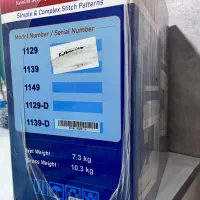 Simple & Complex Stitch Patterns
Model Number / Serial Number
1129
1139
1149
1129-D
1139-D
Net Weight : 7.3 kg
Gross Weight : 10.3 kg